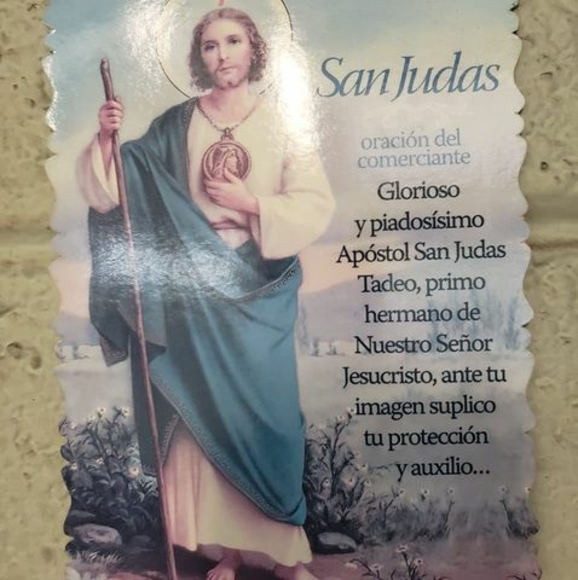 San Judas
oración del
comerciante
Glorioso
y piadosísimo
Apóstol San Judas
Tadeo, primo
hermano de
Nuestro Señor
Jesucristo, ante tu
imagen suplico
tu protección
y auxilio...